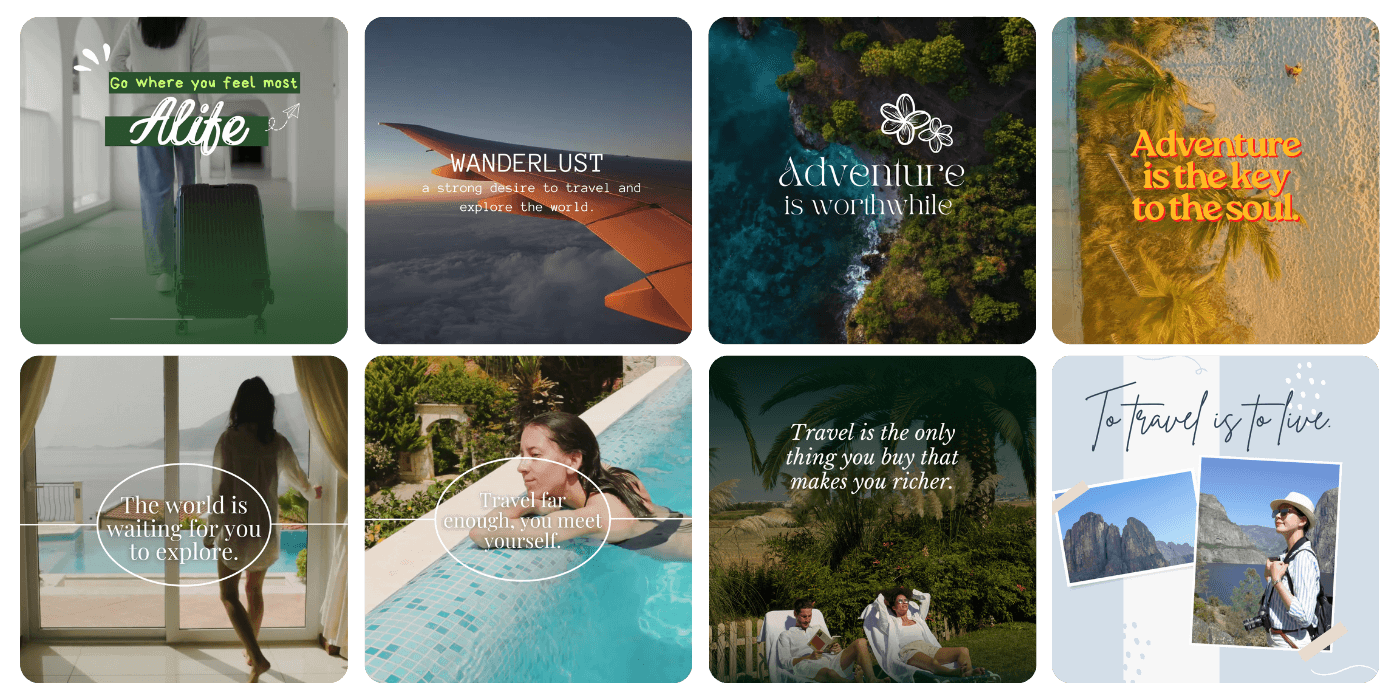 Go where you feel most
Alife
WANDERLUST
a strong desire to travel and
explore the world.
Adventure
is worthwhile
Adventure
is the key
to the soul.
The world is
waiting for you
to explore.
Travel far
enough, you meet
yourself.
Travel is the only
thing you buy that
makes you richer.
To travel is to live.